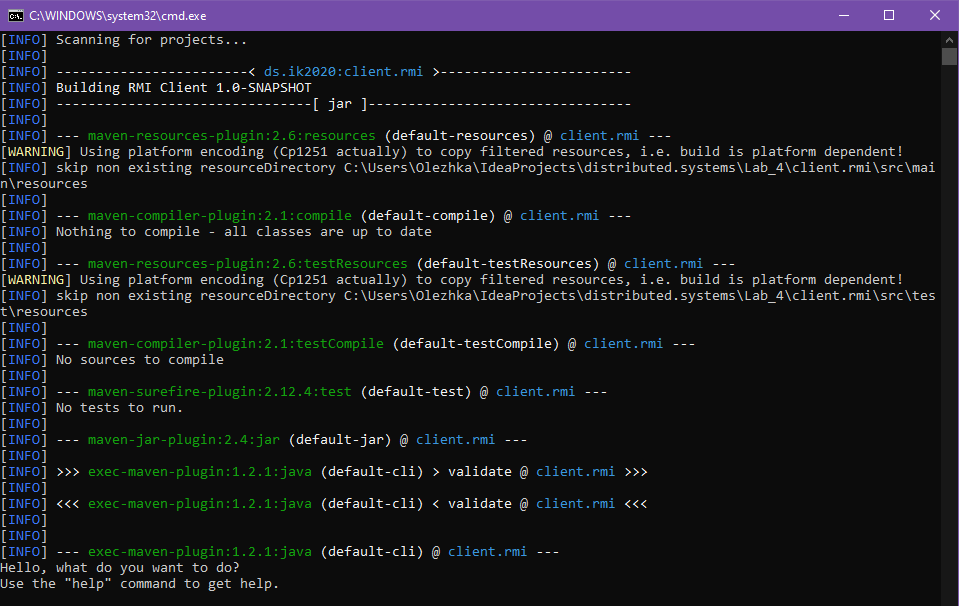 C:\WINDOWS\system32\cmd.exe
[INFO] Scanning for projects...
[INFO]
[INFO] ------------------------< ds.ik2020:client.rmi >------------------------
[INFO] Building RMI Client 1.0-SNAPSHOT
[INFO] --------------------------------[ jar ]---------------------------------
[INFO]
[INFO] --- maven-resources-plugin:2.6:resources (default-resources) @ client.rmi ---
[WARNING] Using platform encoding (Cp1251 actually) to copy filtered resources, i.e. build is platform dependent!
[INFO] skip non existing resourceDirectory C:\Users\Olezhka\IdeaProjects\distributed.systems\Lab_4\client.rmi\src\mai
n\resources
[INFO]
[INFO] --- maven-compiler-plugin:2.1:compile (default-compile) @ client.rmi ---
[INFO] Nothing to compile - all classes are up to date
[INFO]
[INFO] --- maven-resources-plugin:2.6:testResources (default-testResources) @ client.rmi ---
[WARNING] Using platform encoding (Cp1251 actually) to copy filtered resources, i.e. build is platform dependent!
[INFO] skip non existing resourceDirectory C:\Users\Olezhka\IdeaProjects\distributed.systems\Lab_4\client.rmi\src\tes
t\resources
[INFO]
[INFO] --- maven-compiler-plugin:2.1:testCompile (default-testCompile) @ client.rmi ---
[INFO] No sources to compile
[INFO]
[INFO] --- maven-surefire-plugin:2.12.4:test (default-test) @ client.rmi ---
[INFO] No tests to run.
[INFO]
[INFO] --- maven-jar-plugin:2.4:jar (default-jar) @ client.rmi ---
[INFO]
[INFO] >>> exec-maven-plugin:1.2.1:java (default-cli) > validate @ client.rmi >>>
[INFO]
[INFO] <<< exec-maven-plugin:1.2.1:java (default-cli) < validate @ client.rmi <<<
[INFO]
[INFO]
[INFO] --- exec-maven-plugin:1.2.1:java (default-cli) @ client.rmi ---
Hello, what do you want to do?
Use the "help" command to get help.